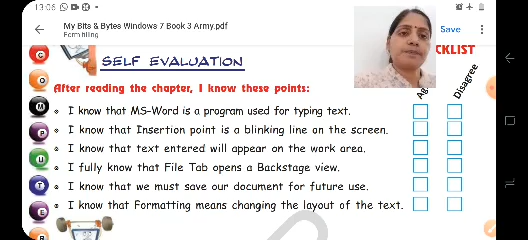 13:06
My Bits & Bytes Windows 7 Book 3 Army.pdf
Form filling
Save
SELF EVALUATION
CKLIST
After reading the chapter, I know these points:
Ag
Disagree
I know that MS-Word is a program used for typing text.
I know that Insertion point is a blinking line on the screen.
I know that text entered will appear on the work area.
I fully know that File Tab opens a Backstage view.
I know that we must save our document for future use.
I know that Formatting means changing the layout of the text.
C
O
M
P
U
T
E
R